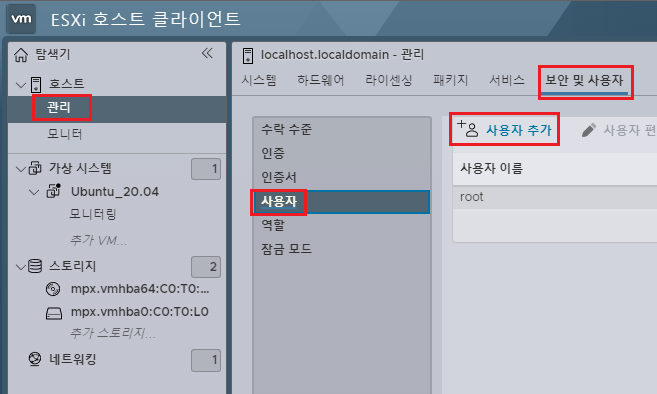 vm ESXi 호스트 클라이언트
탐색기
호스트
관리
모니터
가상 시스템 1
Ubuntu_20.04
모니터링
추가 VM...
스토리지 2
mpx.vmhba64:C0:T0:...
mpx.vmhba0:C0:T0:L0
추가 스토리지...
네트워킹 1
localhost.localdomain - 관리
시스템 하드웨어 라이센싱 패키지 서비스 보안 및 사용자
수락 수준
인증
인증서
사용자
역할
잠금 모드
사용자 추가 사용자 편
사용자 이름
root